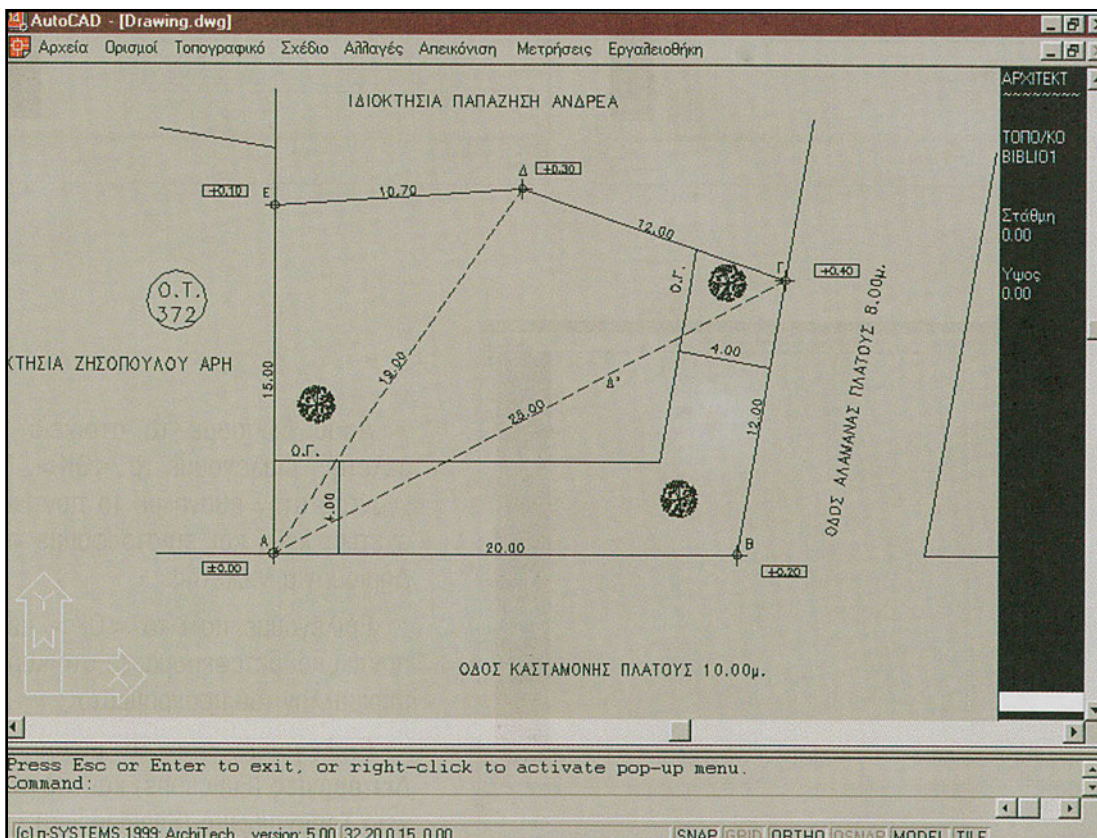 AutoCAD - [Drawing.dwg]
Αρχεία Ορισμοί Τοπογραφικό Σχέδιο Αλλαγές Απεικόνιση Μετρήσεις Εργαλειοθήκη
ΑΡΧΙΤΕΚΤ
~~~~~~~~
ΤΟΠΟ/ΚΟ
BIBLIO1
Στάθμη
0.00
Υψος
0.00
ΙΔΙΟΚΤΗΣΙΑ ΠΑΠΑΖΗΣΗ ΑΝΔΡΕΑ
+0.10
Ε
10.70
Δ
+0.30
12.00
Ο.Γ.
Γ
+0.40
Ο.Τ.
372
ΚΤΗΣΙΑ ΖΗΣΟΠΟΥΛΟΥ ΑΡΗ
15.00
19.00
25.00
Δ'
4.00
12.00
ΟΔΟΣ ΑΛΑΜΑΝΑΣ ΠΛΑΤΟΥΣ 8.00μ.
Ο.Γ.
4.00
Α
±0.00
20.00
Β
+0.20
Y
W
X
ΟΔΟΣ ΚΑΣΤΑΜΟΝΗΣ ΠΛΑΤΟΥΣ 10.00μ.
Press Esc or Enter to exit, or right-click to activate pop-up menu.
Command:
(c) π-SYSTEMS 1999: ArchiTech version: 5.00 32.20,0.15, 0.00 SNAP GRID ORTHO OSNAP MODEL TILE